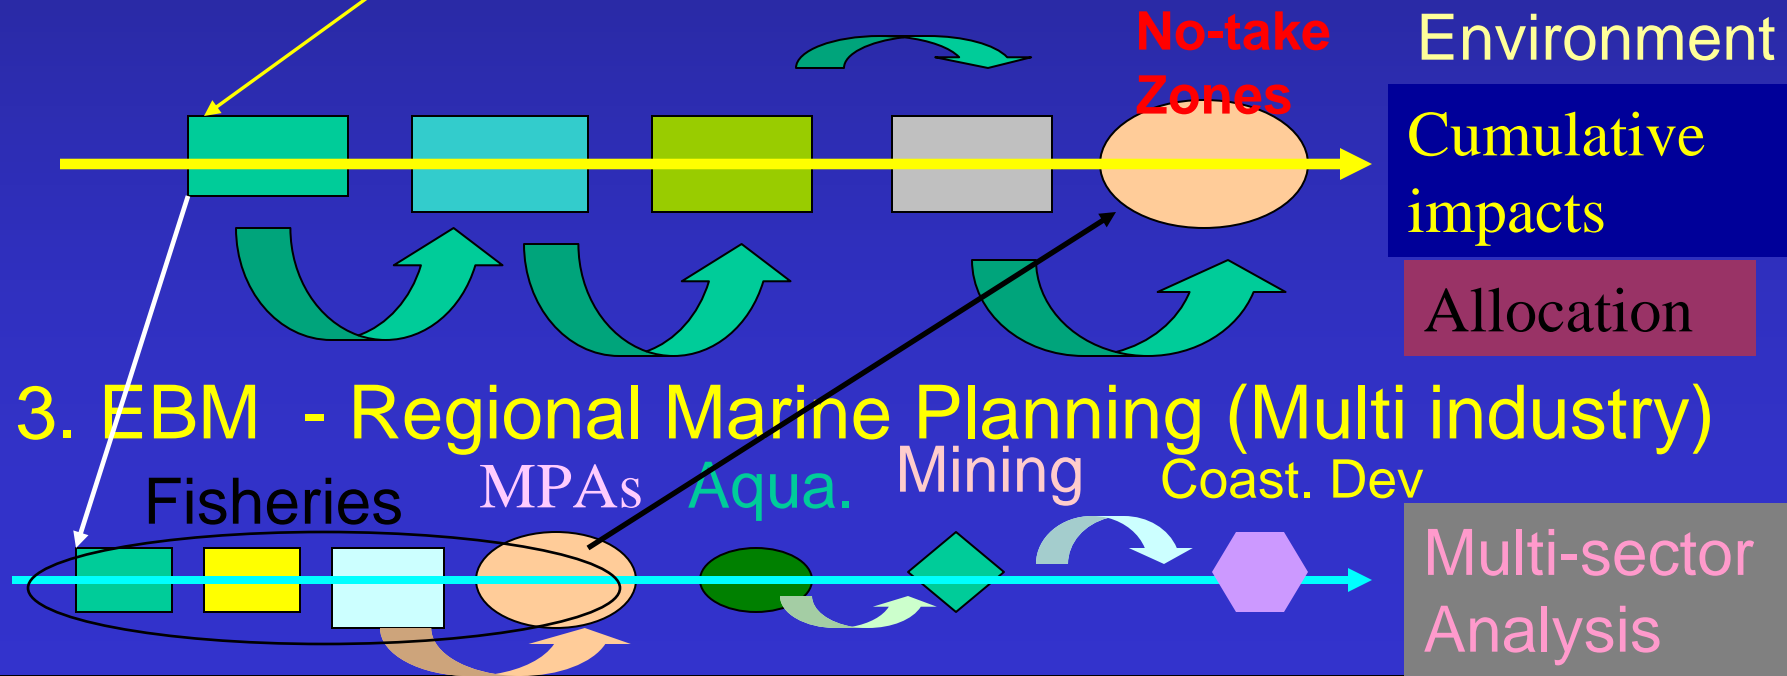 No-take
Zones
Environment
Cumulative
impacts
Allocation
3. EBM - Regional Marine Planning (Multi industry)
Fisheries
MPAs
Aqua.
Mining
Coast. Dev
Multi-sector
Analysis